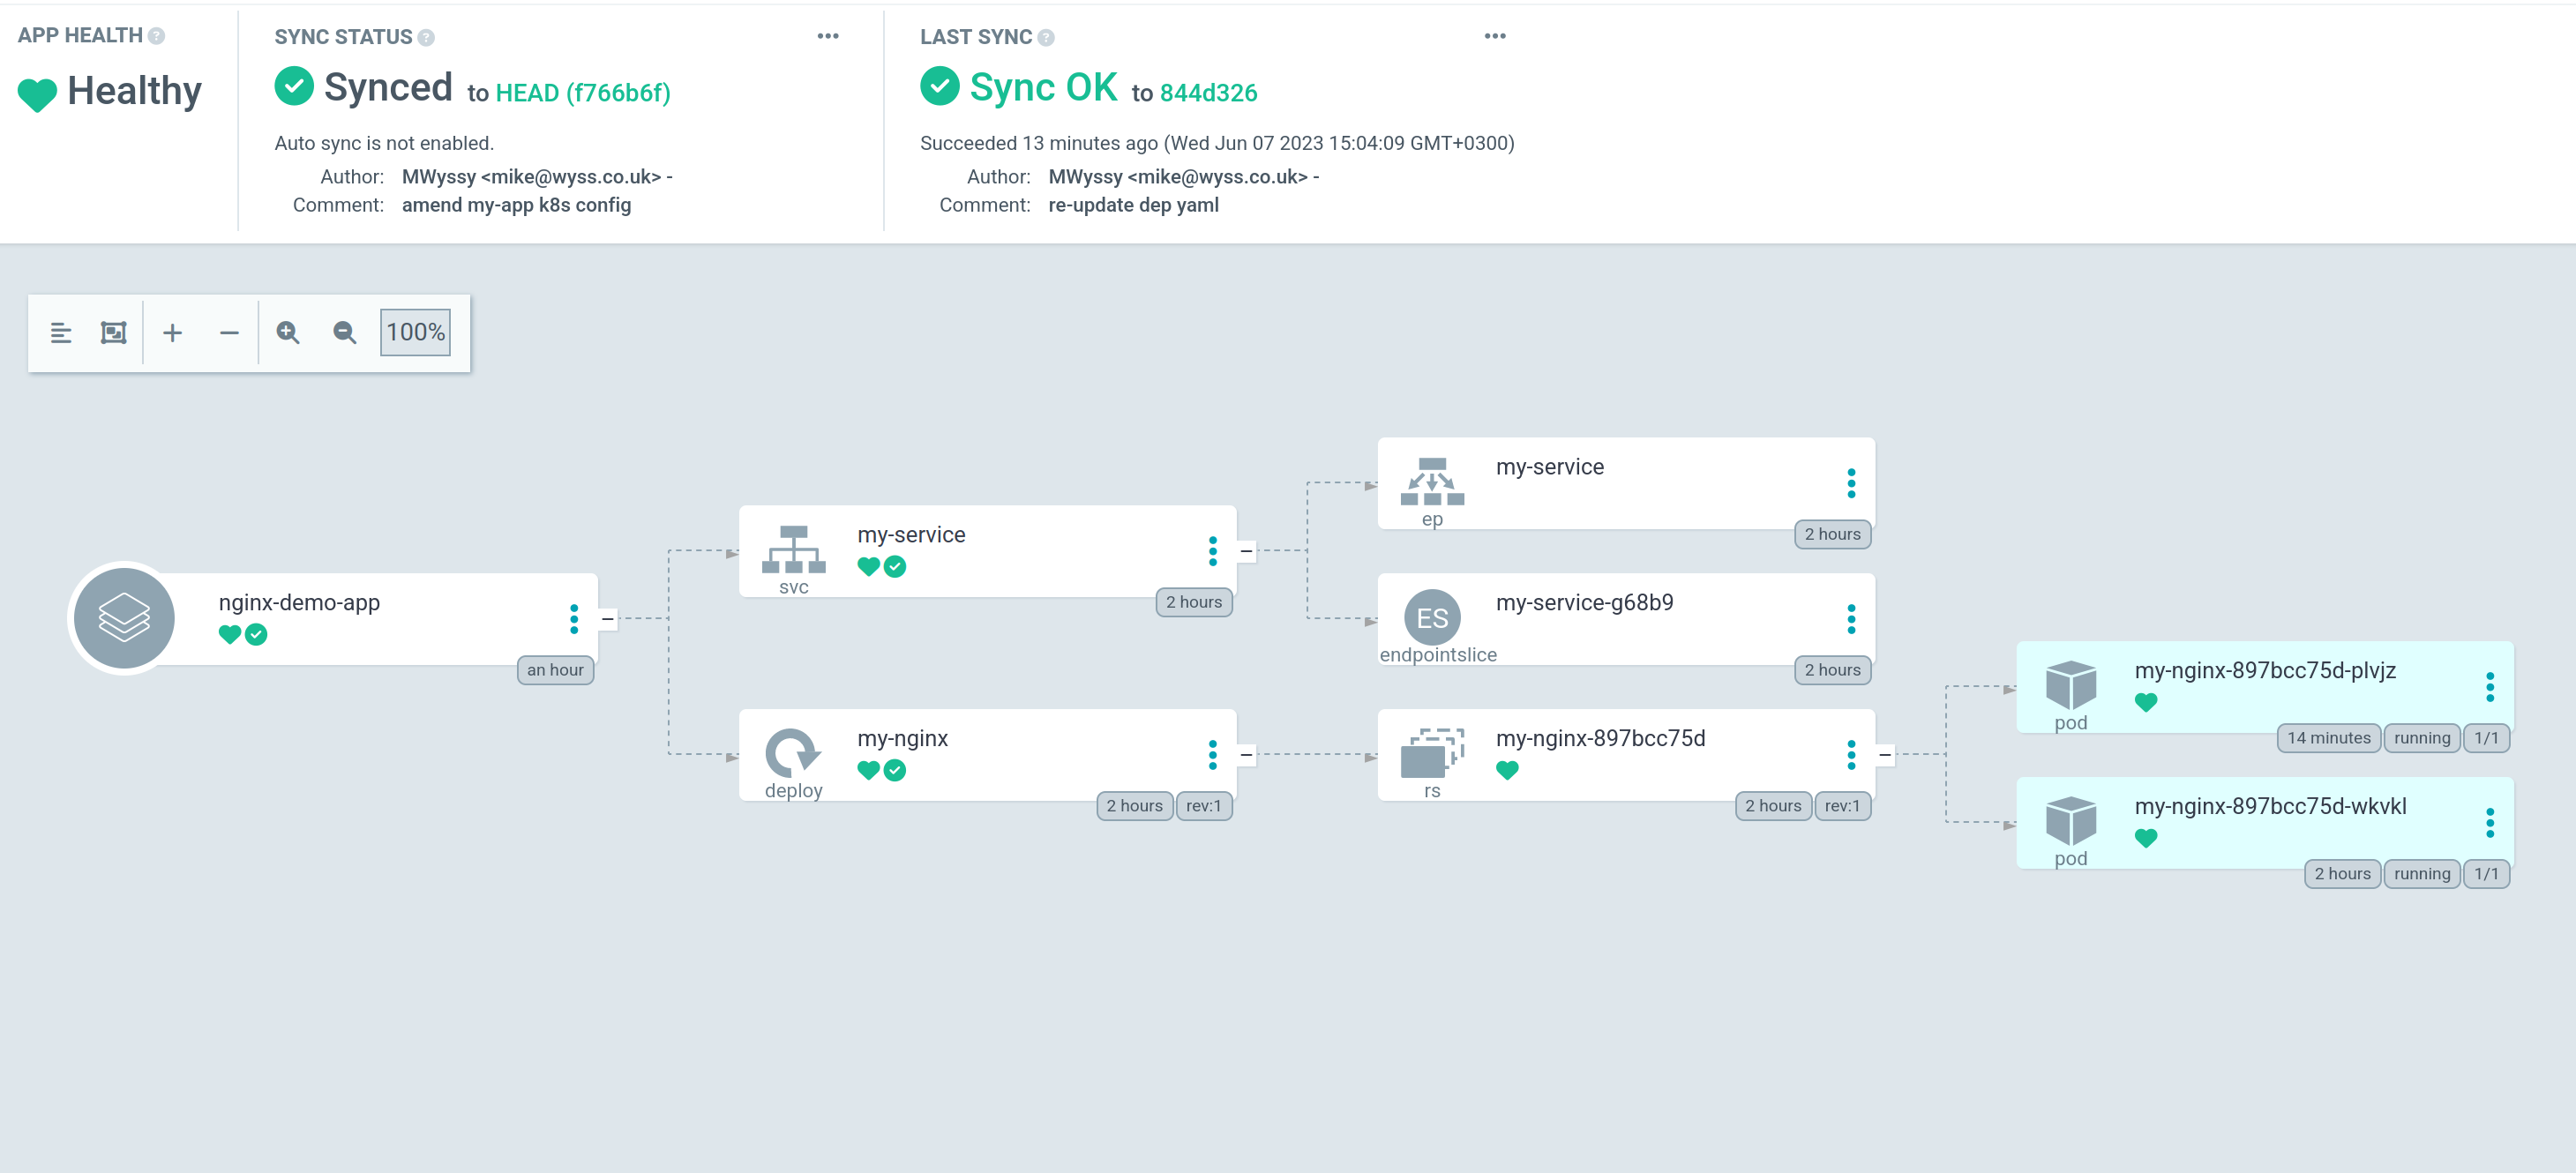 APP HEALTH ?
Healthy
SYNC STATUS ?
Synced to HEAD (f766b6f)
Auto sync is not enabled.
Author: MWyssy <mike@wyss.co.uk> -
Comment: amend my-app k8s config
LAST SYNC ?
Sync OK to 844d326
Succeeded 13 minutes ago (Wed Jun 07 2023 15:04:09 GMT+0300)
Author: MWyssy <mike@wyss.co.uk> -
Comment: re-update dep yaml
100%
nginx-demo-app
an hour
my-service
svc
2 hours
my-nginx
deploy
2 hours rev:1
my-service
ep
2 hours
my-service-g68b9
ES
endpointslice
2 hours
my-nginx-897bcc75d
rs
2 hours rev:1
my-nginx-897bcc75d-plvjz
pod
14 minutes running 1/1
my-nginx-897bcc75d-wkvkl
pod
2 hours running 1/1